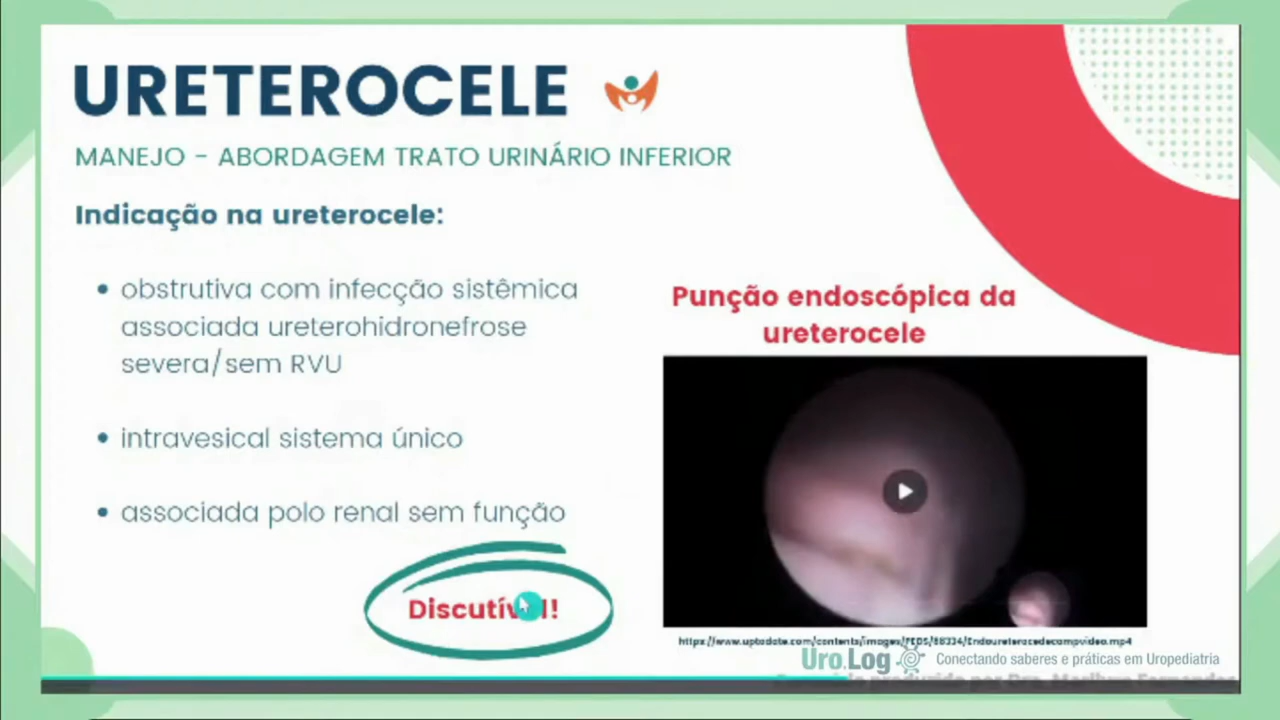 URETEROCELE
MANEJO - ABORDAGEM TRATO URINÁRIO INFERIOR
Indicação na ureterocele:
• obstrutiva com infecção sistêmica
associada ureterohidronefrose
severa/sem RVU
• intravesical sistema único
• associada polo renal sem função
Discutível!
Punção endoscópica da
ureterocele
Uro.Log
Conectando saberes e práticas em Uropediatria